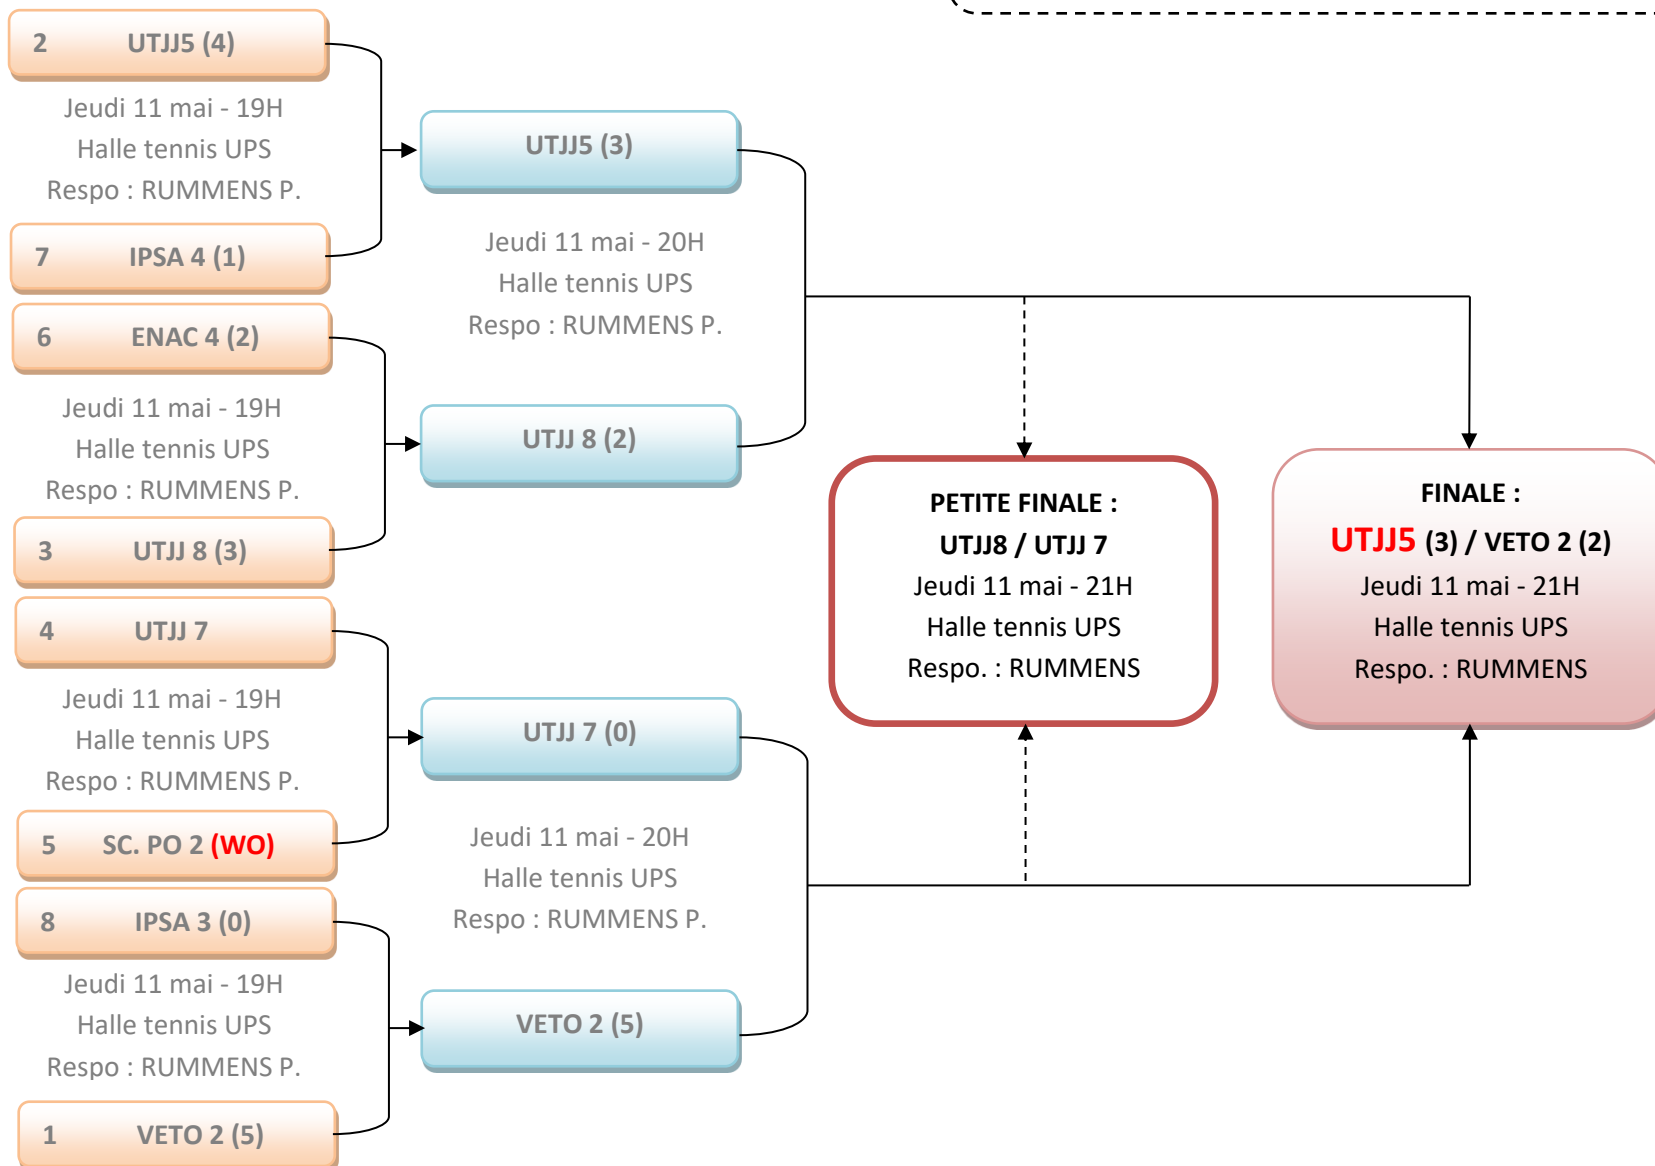 2 UTJJ5 (4)
Jeudi 11 mai - 19H
Halle tennis UPS
Respo : RUMMENS P.
7 IPSA 4 (1)
6 ENAC 4 (2)
Jeudi 11 mai - 19H
Halle tennis UPS
Respo : RUMMENS P.
3 UTJJ 8 (3)
4 UTJJ 7
Jeudi 11 mai - 19H
Halle tennis UPS
Respo : RUMMENS P.
5 SC. PO 2 (WO)
8 IPSA 3 (0)
Jeudi 11 mai - 19H
Halle tennis UPS
Respo : RUMMENS P.
1 VETO 2 (5)
UTJJ5 (3)
Jeudi 11 mai - 20H
Halle tennis UPS
Respo : RUMMENS P.
UTJJ 8 (2)
UTJJ 7 (0)
Jeudi 11 mai - 20H
Halle tennis UPS
Respo : RUMMENS P.
VETO 2 (5)
PETITE FINALE :
UTJJ8 / UTJJ 7
Jeudi 11 mai - 21H
Halle tennis UPS
Respo. : RUMMENS
FINALE :
UTJJ5 (3) / VETO 2 (2)
Jeudi 11 mai - 21H
Halle tennis UPS
Respo. : RUMMENS